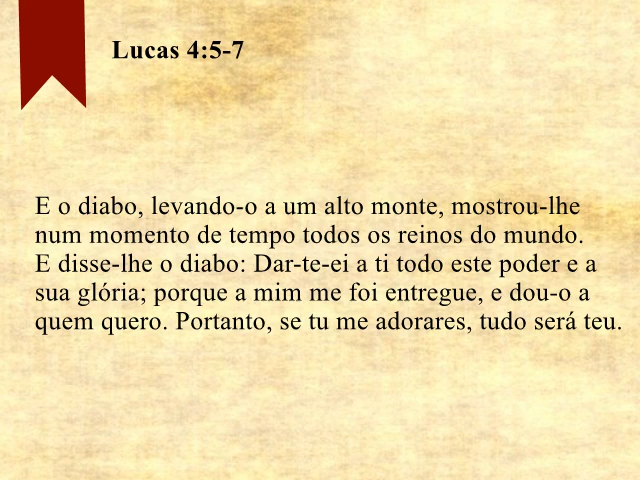 Lucas 4:5-7
E o diabo, levando-o a um alto monte, mostrou-lhe
num momento de tempo todos os reinos do mundo.
E disse-lhe o diabo: Dar-te-ei a ti todo este poder e a
sua glória; porque a mim me foi entregue, e dou-o a
quem quero. Portanto, se tu me adorares, tudo será teu.